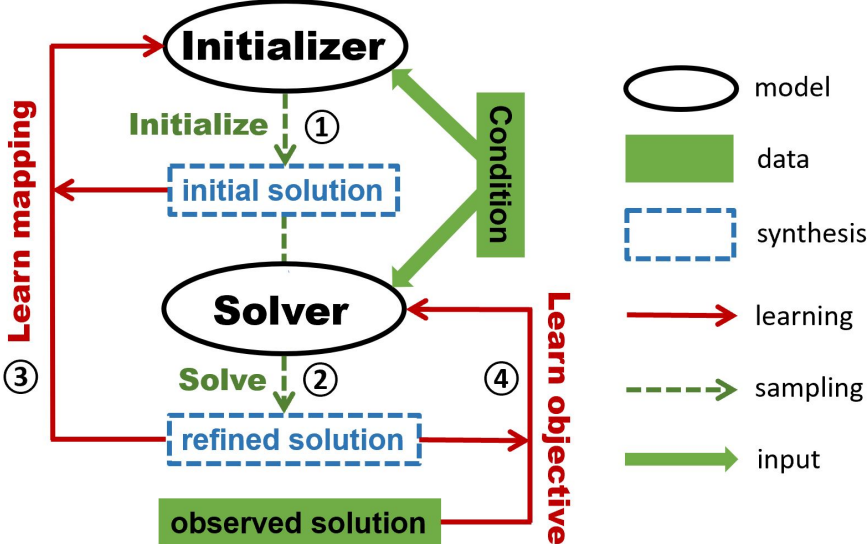 Initializer
Initialize ①
initial solution
Condition
Learn mapping
③
Solver
Solve ②
④
Learn objective
refined solution
observed solution
model
data
synthesis
learning
sampling
input